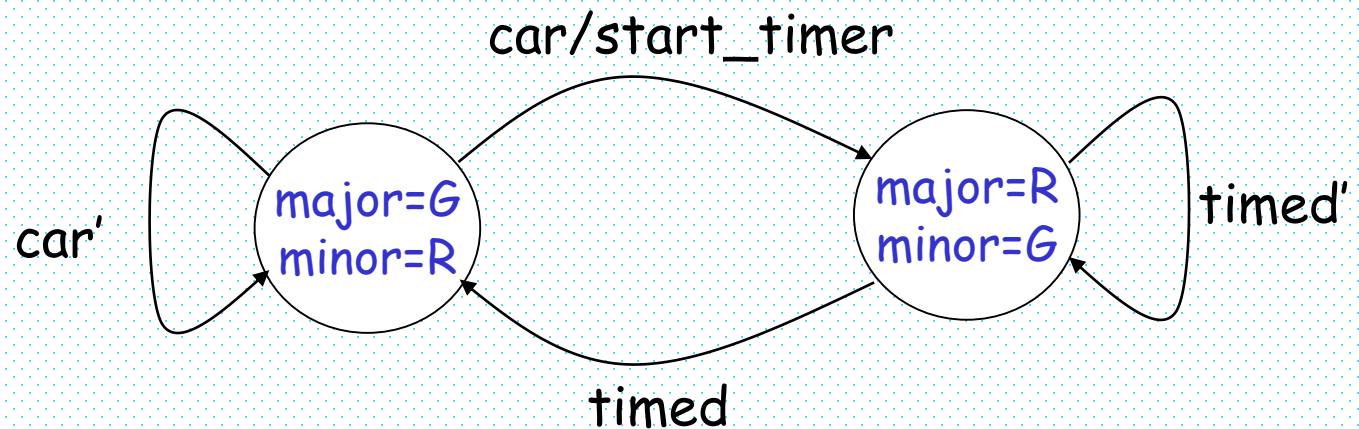 car/start_timer
major=G
minor=R
major=R
minor=G
car'
timed'
timed